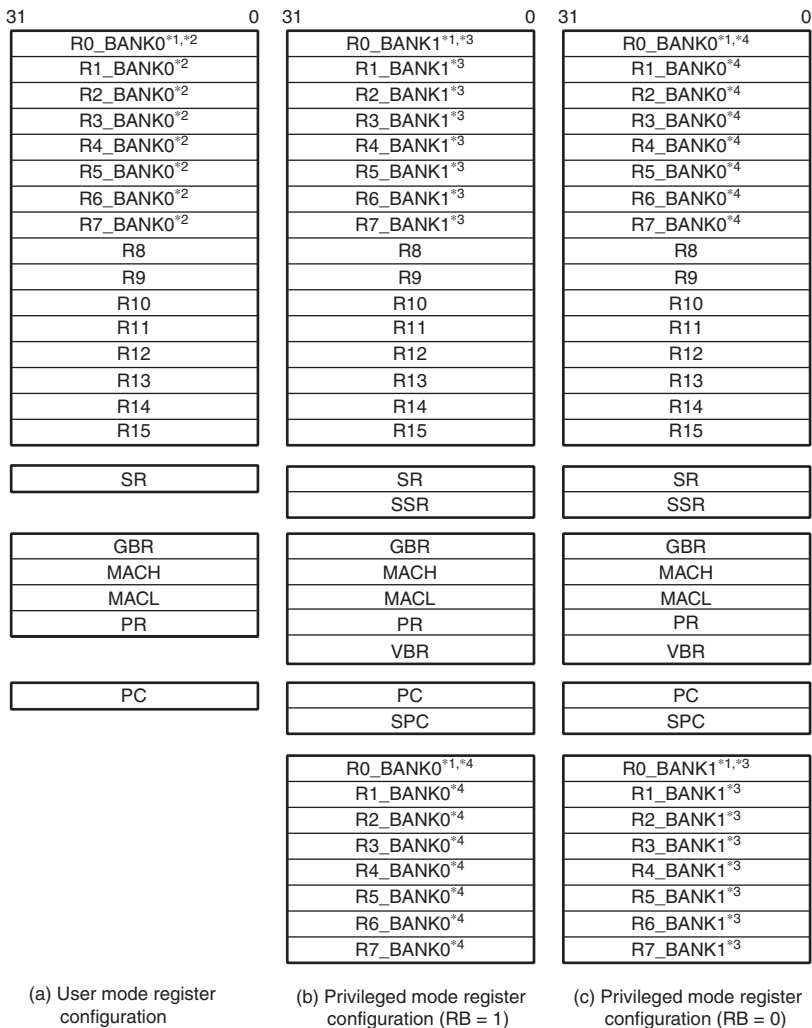 31 0
R0_BANK0*1,*2
R1_BANK0*2
R2_BANK0*2
R3_BANK0*2
R4_BANK0*2
R5_BANK0*2
R6_BANK0*2
R7_BANK0*2
R8
R9
R10
R11
R12
R13
R14
R15
SR
GBR
MACH
MACL
PR
PC
(a) User mode register
configuration
31 0
R0_BANK1*1,*3
R1_BANK1*3
R2_BANK1*3
R3_BANK1*3
R4_BANK1*3
R5_BANK1*3
R6_BANK1*3
R7_BANK1*3
R8
R9
R10
R11
R12
R13
R14
R15
SR
SSR
GBR
MACH
MACL
PR
VBR
PC
SPC
R0_BANK0*1,*4
R1_BANK0*4
R2_BANK0*4
R3_BANK0*4
R4_BANK0*4
R5_BANK0*4
R6_BANK0*4
R7_BANK0*4
(b) Privileged mode register
configuration (RB = 1)
31 0
R0_BANK0*1,*4
R1_BANK0*4
R2_BANK0*4
R3_BANK0*4
R4_BANK0*4
R5_BANK0*4
R6_BANK0*4
R7_BANK0*4
R8
R9
R10
R11
R12
R13
R14
R15
SR
SSR
GBR
MACH
MACL
PR
VBR
PC
SPC
R0_BANK1*1,*3
R1_BANK1*3
R2_BANK1*3
R3_BANK1*3
R4_BANK1*3
R5_BANK1*3
R6_BANK1*3
R7_BANK1*3
(c) Privileged mode register
configuration (RB = 0)